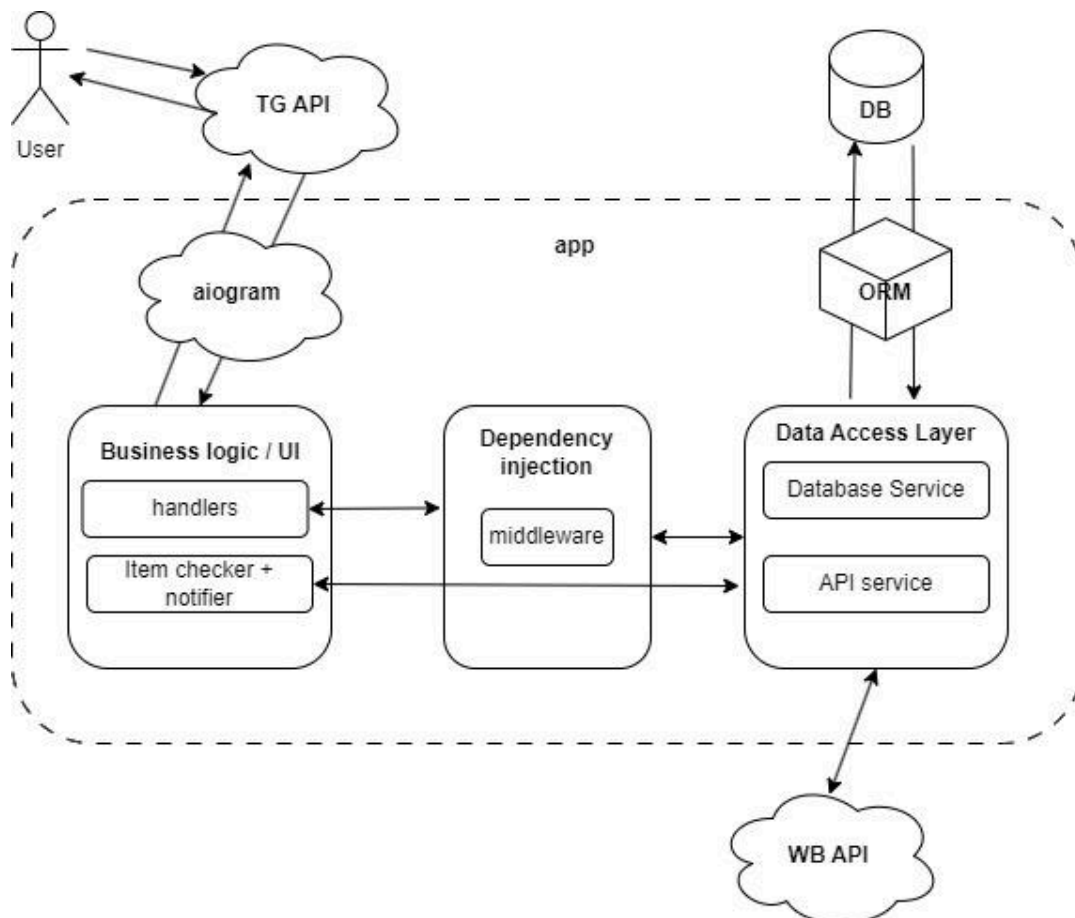 TG API
DB
User
app
aiogram
ORM
Business logic / UI
handlers
Item checker +
notifier
Dependency
injection
middleware
Data Access Layer
Database Service
API service
WB API